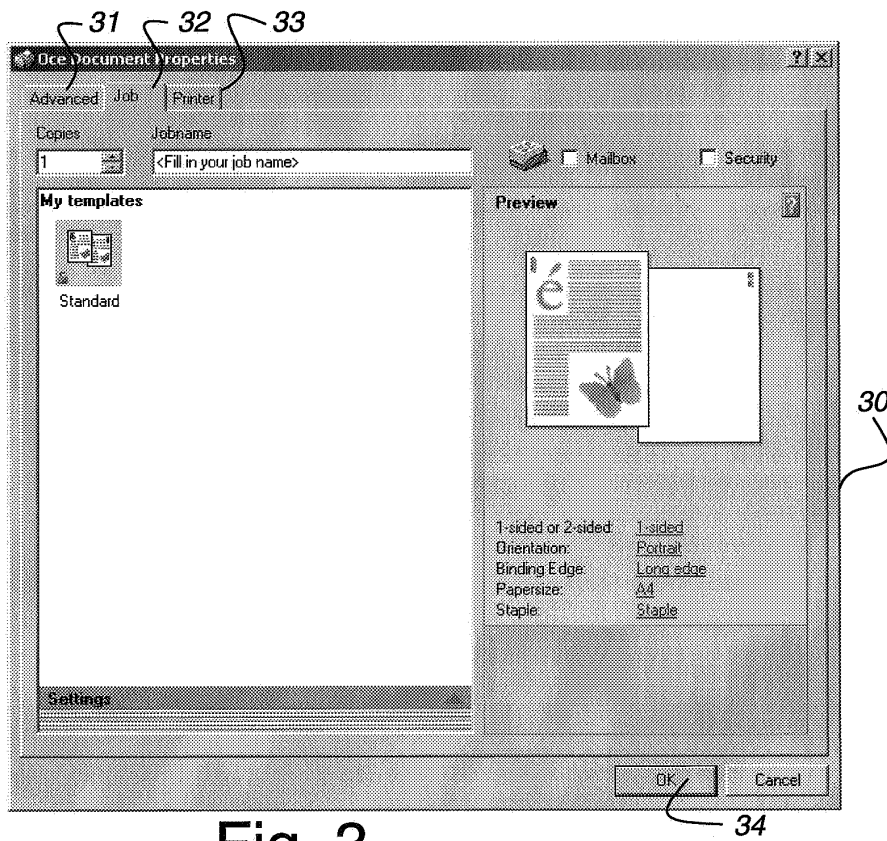 31 32 33
Oce Document Properties
Advanced Job Printer
Copies Jobname
1 <Fill in your job name> Mailbox Security
My templates Preview
é
Standard
30
1-sided or 2-sided: 1-sided
Orientation: Portrait
Binding Edge: Long edge
Papersize: A4
Staple: Staple
Settings
OK Cancel
34